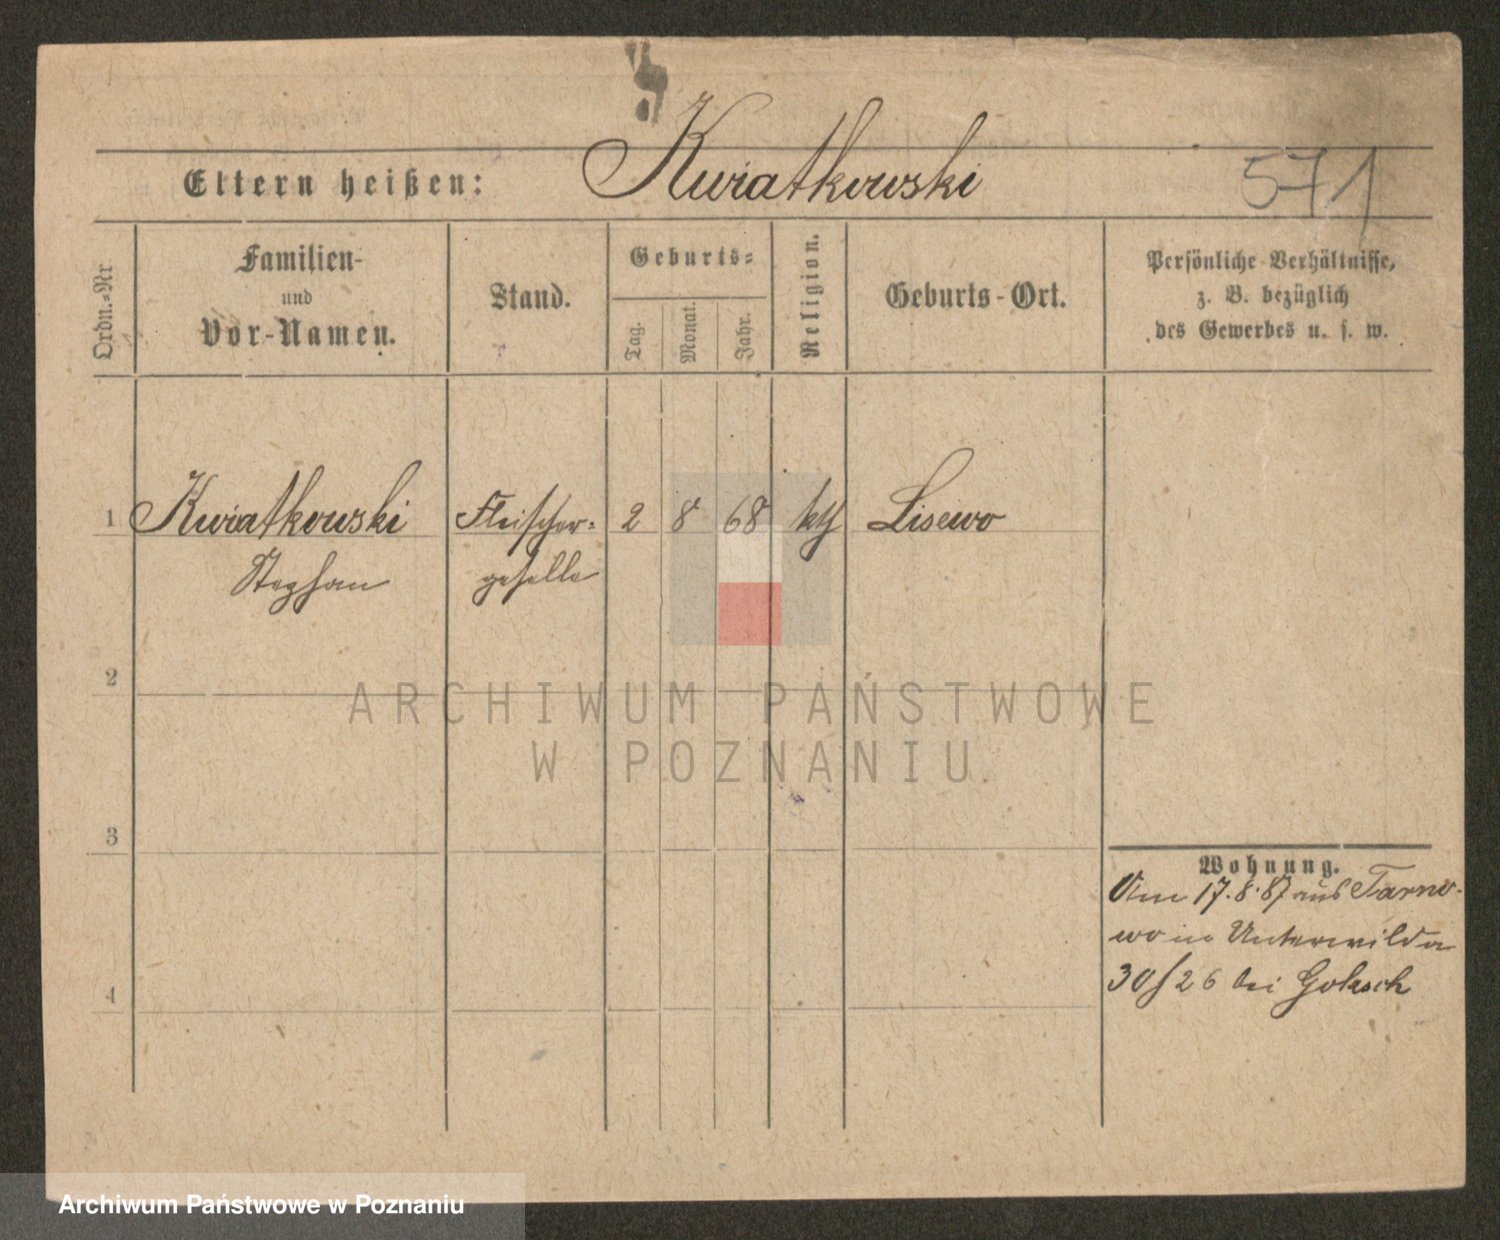 Kwiatkowski
571
Eltern heißen:
Ordn.=Nr
Familien-
und
Vor-Namen.
Stand.
Geburts=
Tag.
Monat.
Jahr.
Religion.
Geburts-Ort.
Persönliche Verhältnisse,
z. B. bezüglich
des Gewerbes u. s. w.
1 Kwiatkowski Fleischer= 2 8 68 kth Lisewo
Stephan geselle
2
ARCHIWUM PAŃSTWOWE
W POZNANIU
3
Wohnung.
Am 17.8.87 aus Tarno-
wo in Unterwilda
30/26 bei
4
Archiwum Państwowe w Poznaniu